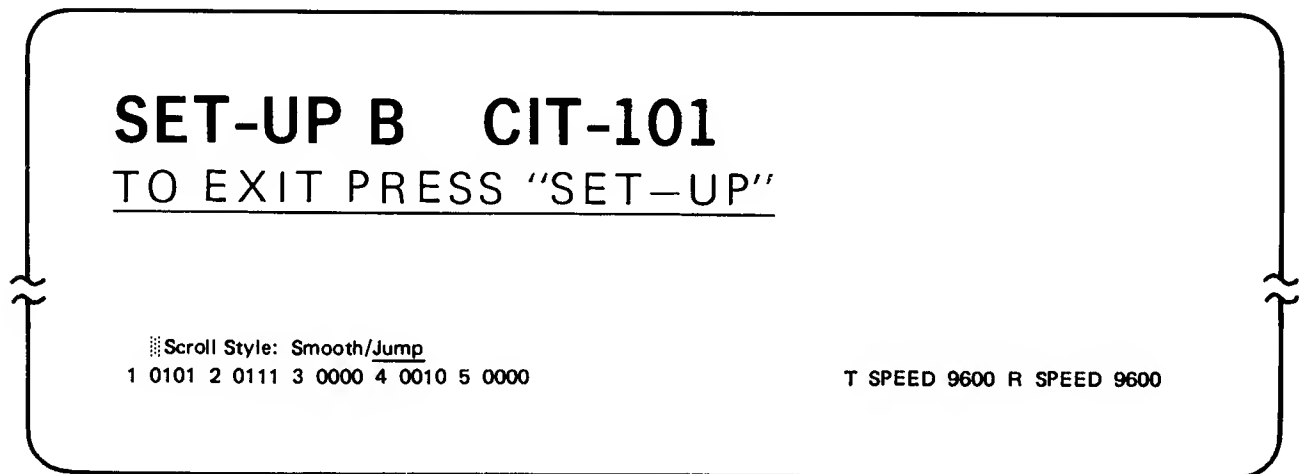 SET-UP B CIT-101
TO EXIT PRESS "SET-UP"
Scroll Style: Smooth/Jump
1 0101 2 0111 3 0000 4 0010 5 0000 T SPEED 9600 R SPEED 9600